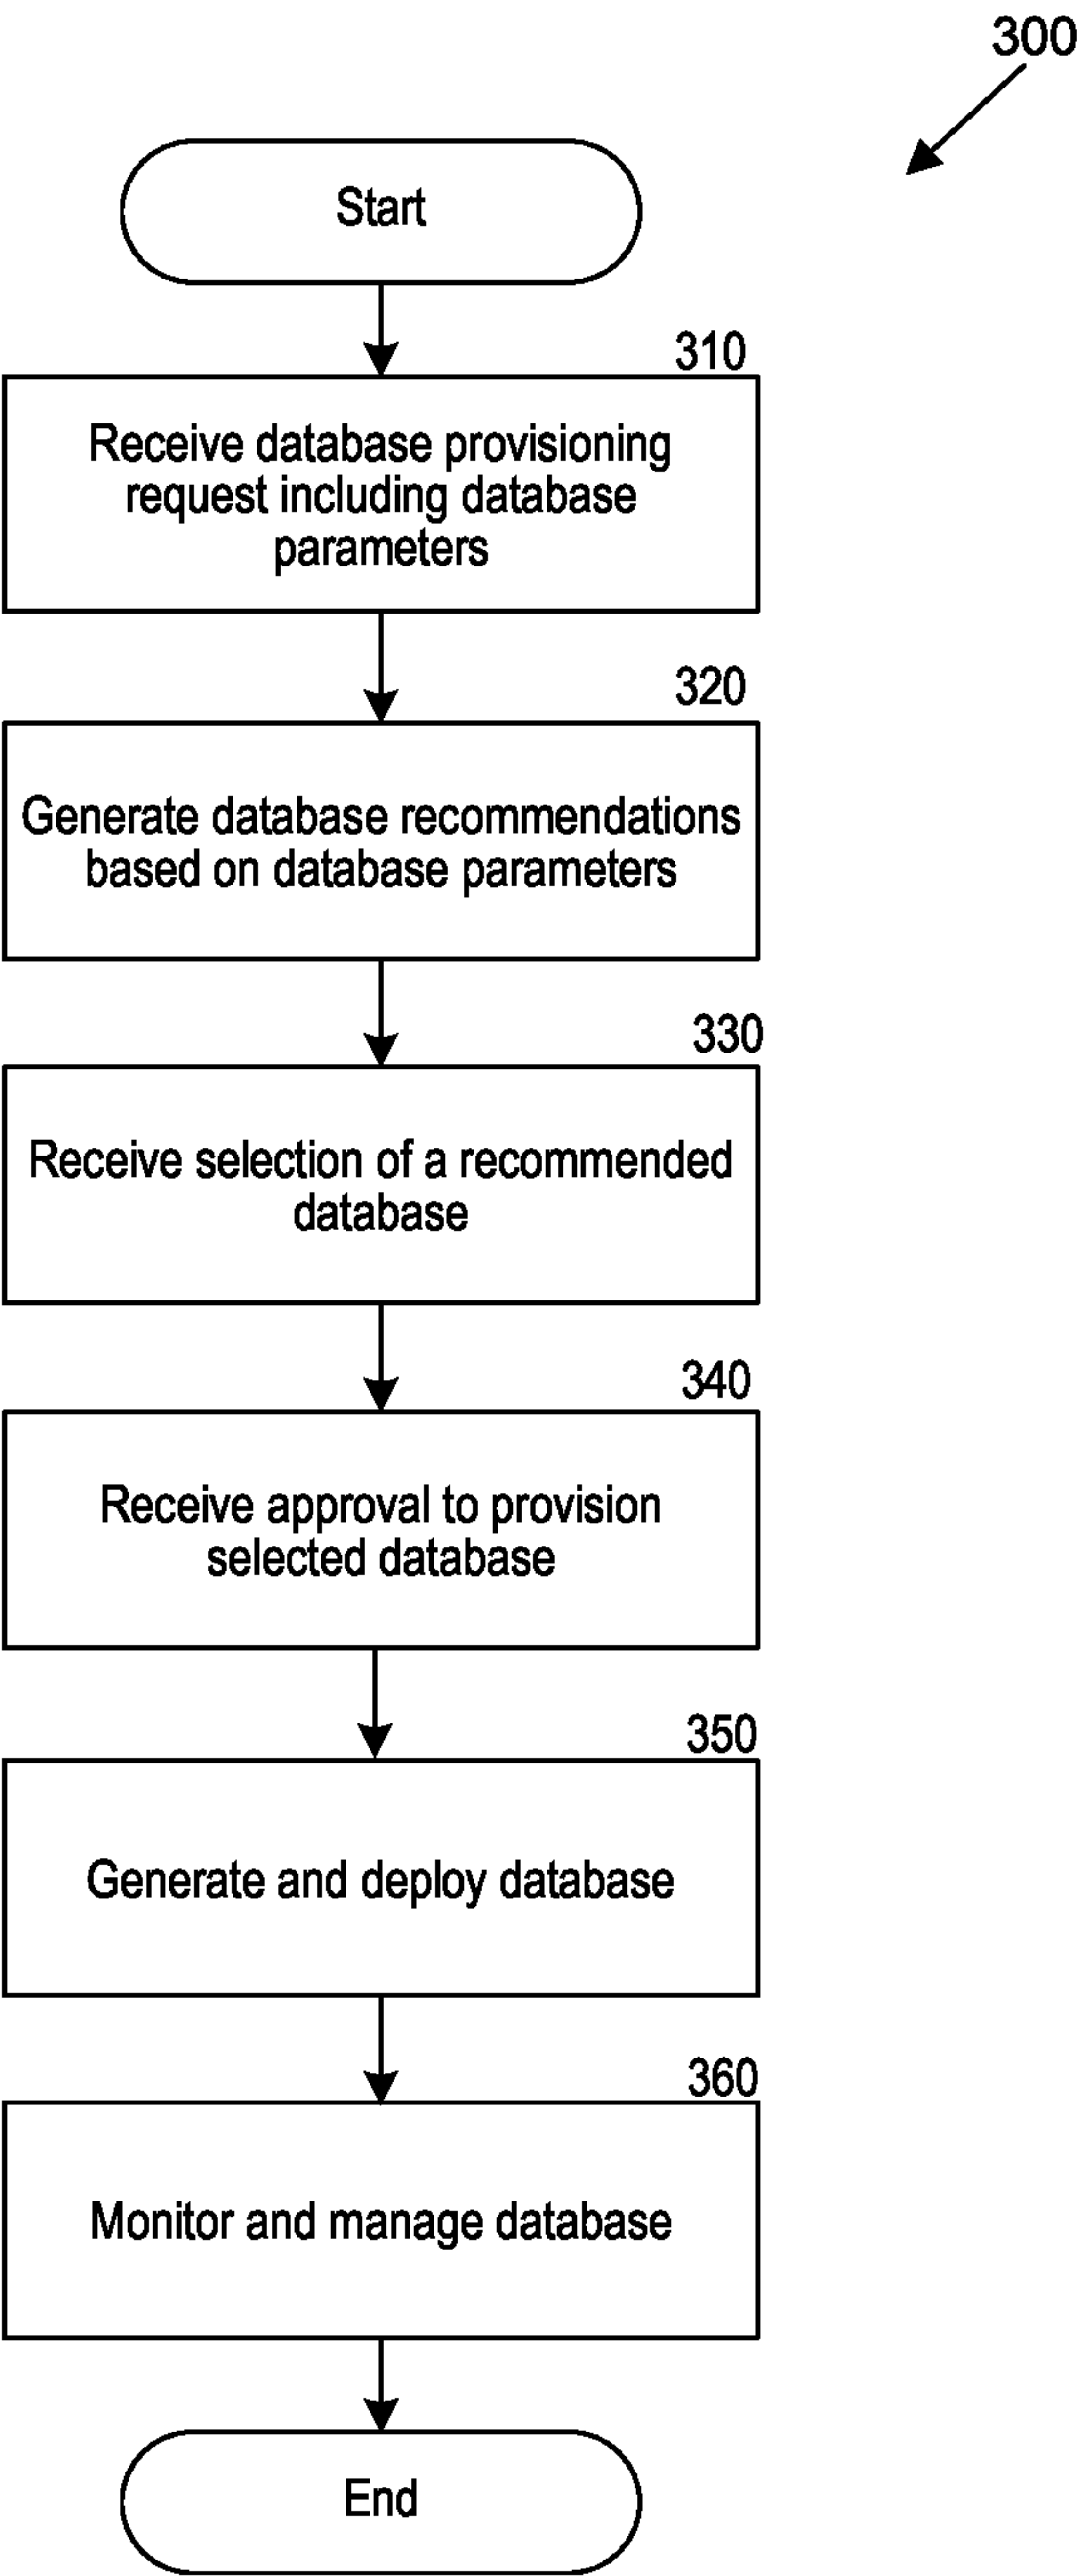 300
Start
310
Receive database provisioning
request including database
parameters
320
Generate database recommendations
based on database parameters
330
Receive selection of a recommended
database
340
Receive approval to provision
selected database
350
Generate and deploy database
360
Monitor and manage database
End